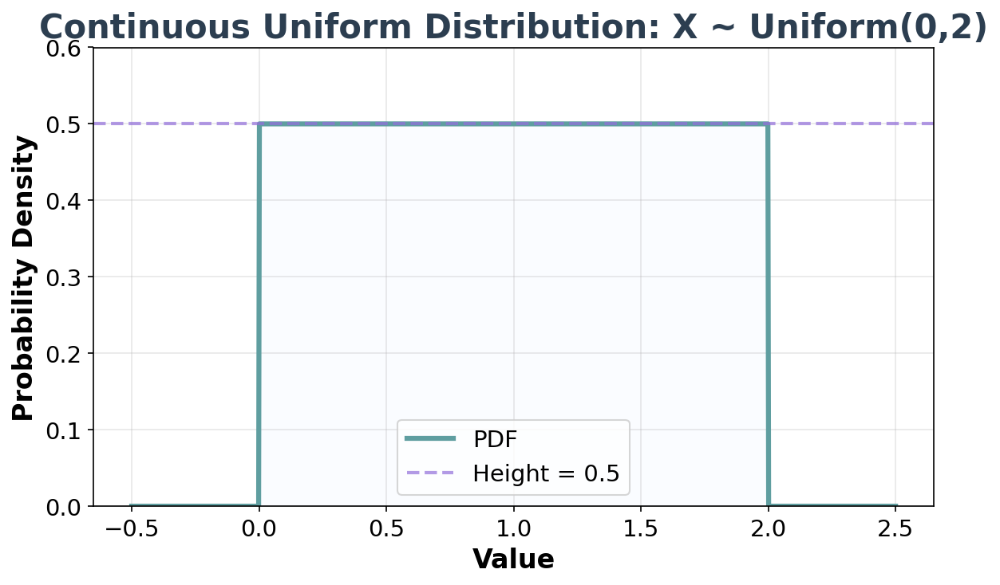 Continuous Uniform Distribution: X ~ Uniform(0,2)
0.6
0.5
0.4
0.3
0.2
0.1
0.0
Probability Density
PDF
Height = 0.5
−0.5 0.0 0.5 1.0 1.5 2.0 2.5
Value